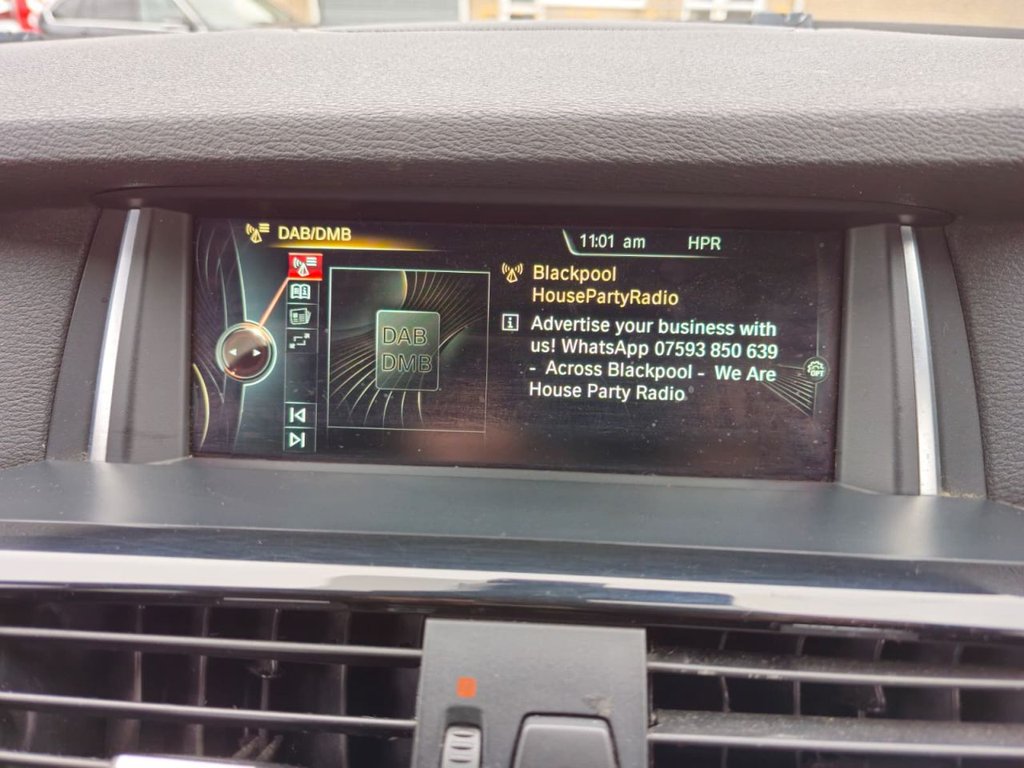 DAB/DMB
11:01 am HPR
Blackpool
HousePartyRadio
Advertise your business with
us! WhatsApp 07593 850 639
- Across Blackpool - We Are
House Party Radio
DAB
DMB
OPT